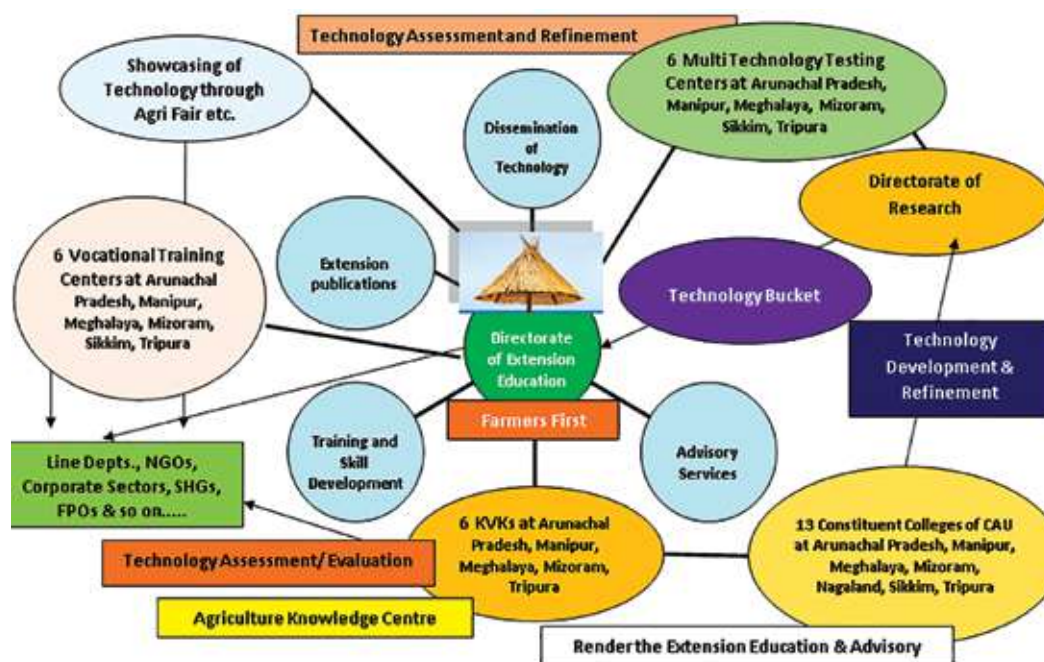 Technology Assessment and Refinement
Showcasing of
Technology through
Agri Fair etc.
6 Multi Technology Testing
Centers at Arunachal Pradesh,
Manipur, Meghalaya, Mizoram,
Sikkim, Tripura
Dissemination
of
Technology
Directorate of
Research
6 Vocational Training
Centers at Arunachal
Pradesh, Manipur,
Meghalaya, Mizoram,
Sikkim, Tripura
Extension
publications
Technology Bucket
Directorate
of Extension
Education
Technology
Development &
Refinement
Farmers First
Training and
Skill
Development
Advisory
Services
Line Depts., NGOs,
Corporate Sectors, SHGs,
FPOs & so on.....
6 KVKs at Arunachal
Pradesh, Manipur,
Meghalaya, Mizoram,
Tripura
13 Constituent Colleges of CAU
at Arunachal Pradesh, Manipur,
Meghalaya, Mizoram,
Nagaland, Sikkim, Tripura
Technology Assessment/ Evaluation
Agriculture Knowledge Centre
Render the Extension Education & Advisory